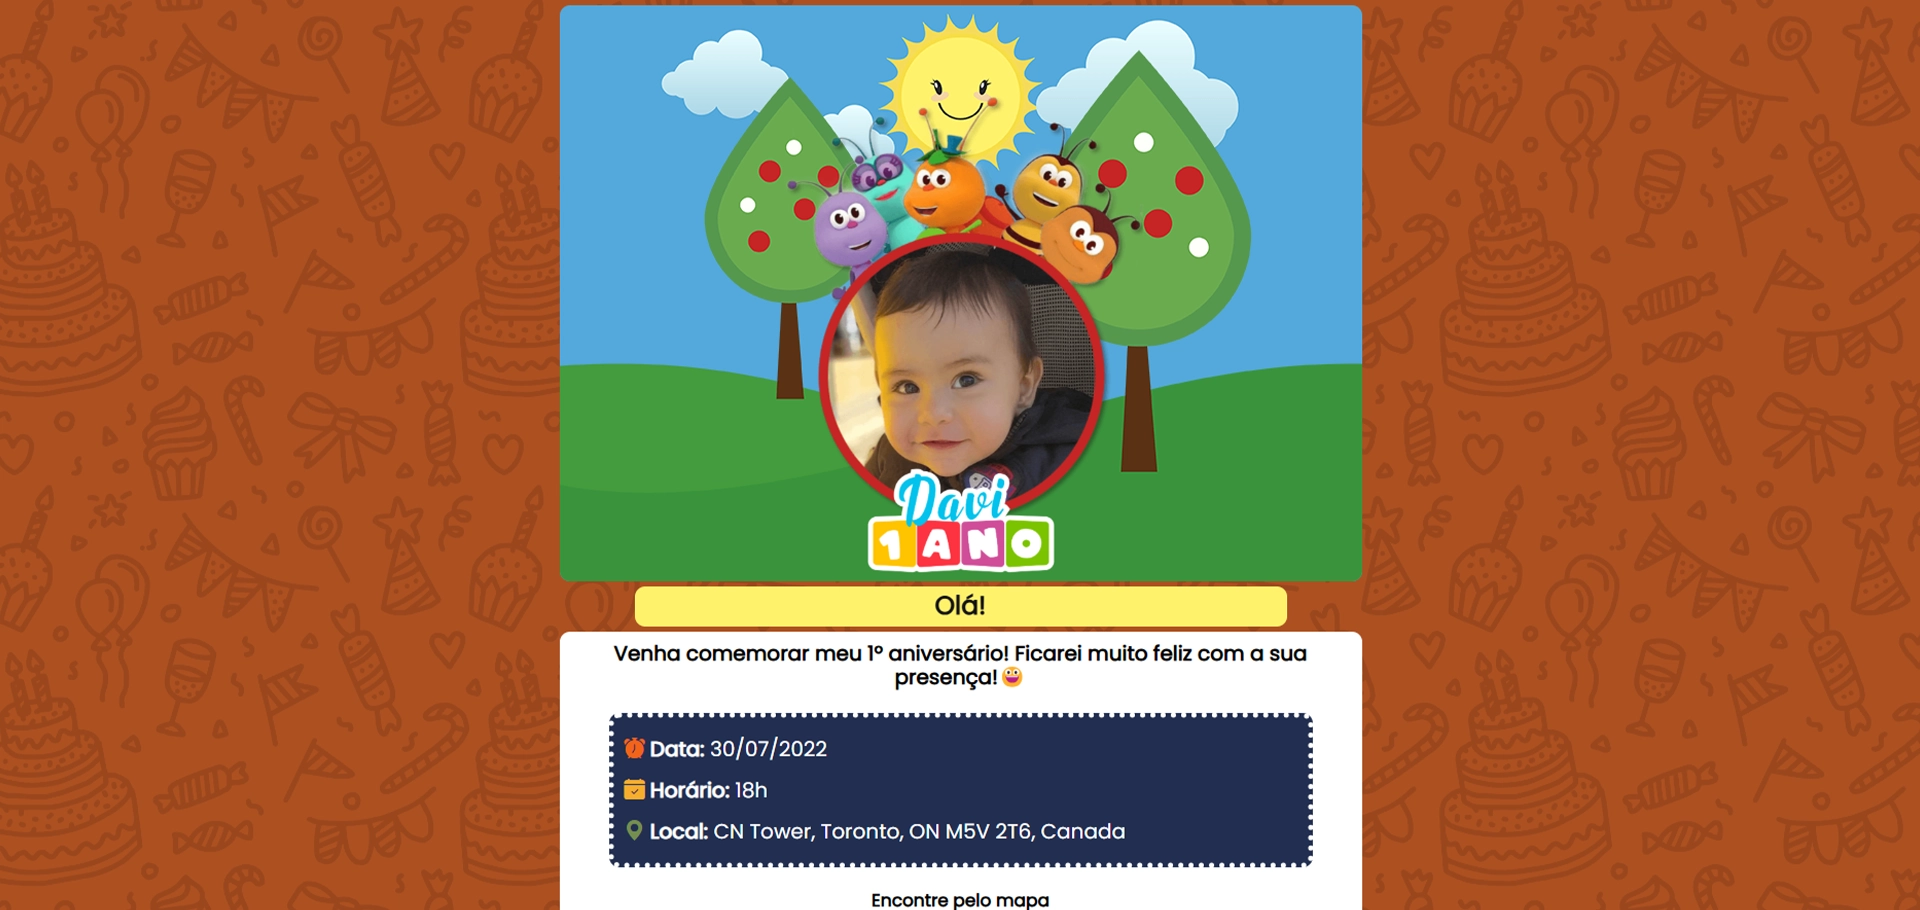 Davi
1 ANO
Olá!
Venha comemorar meu 1º aniversário! Ficarei muito feliz com a sua
presença!
Data: 30/07/2022
Horário: 18h
Local: CN Tower, Toronto, ON M5V 2T6, Canada
Encontre pelo mapa